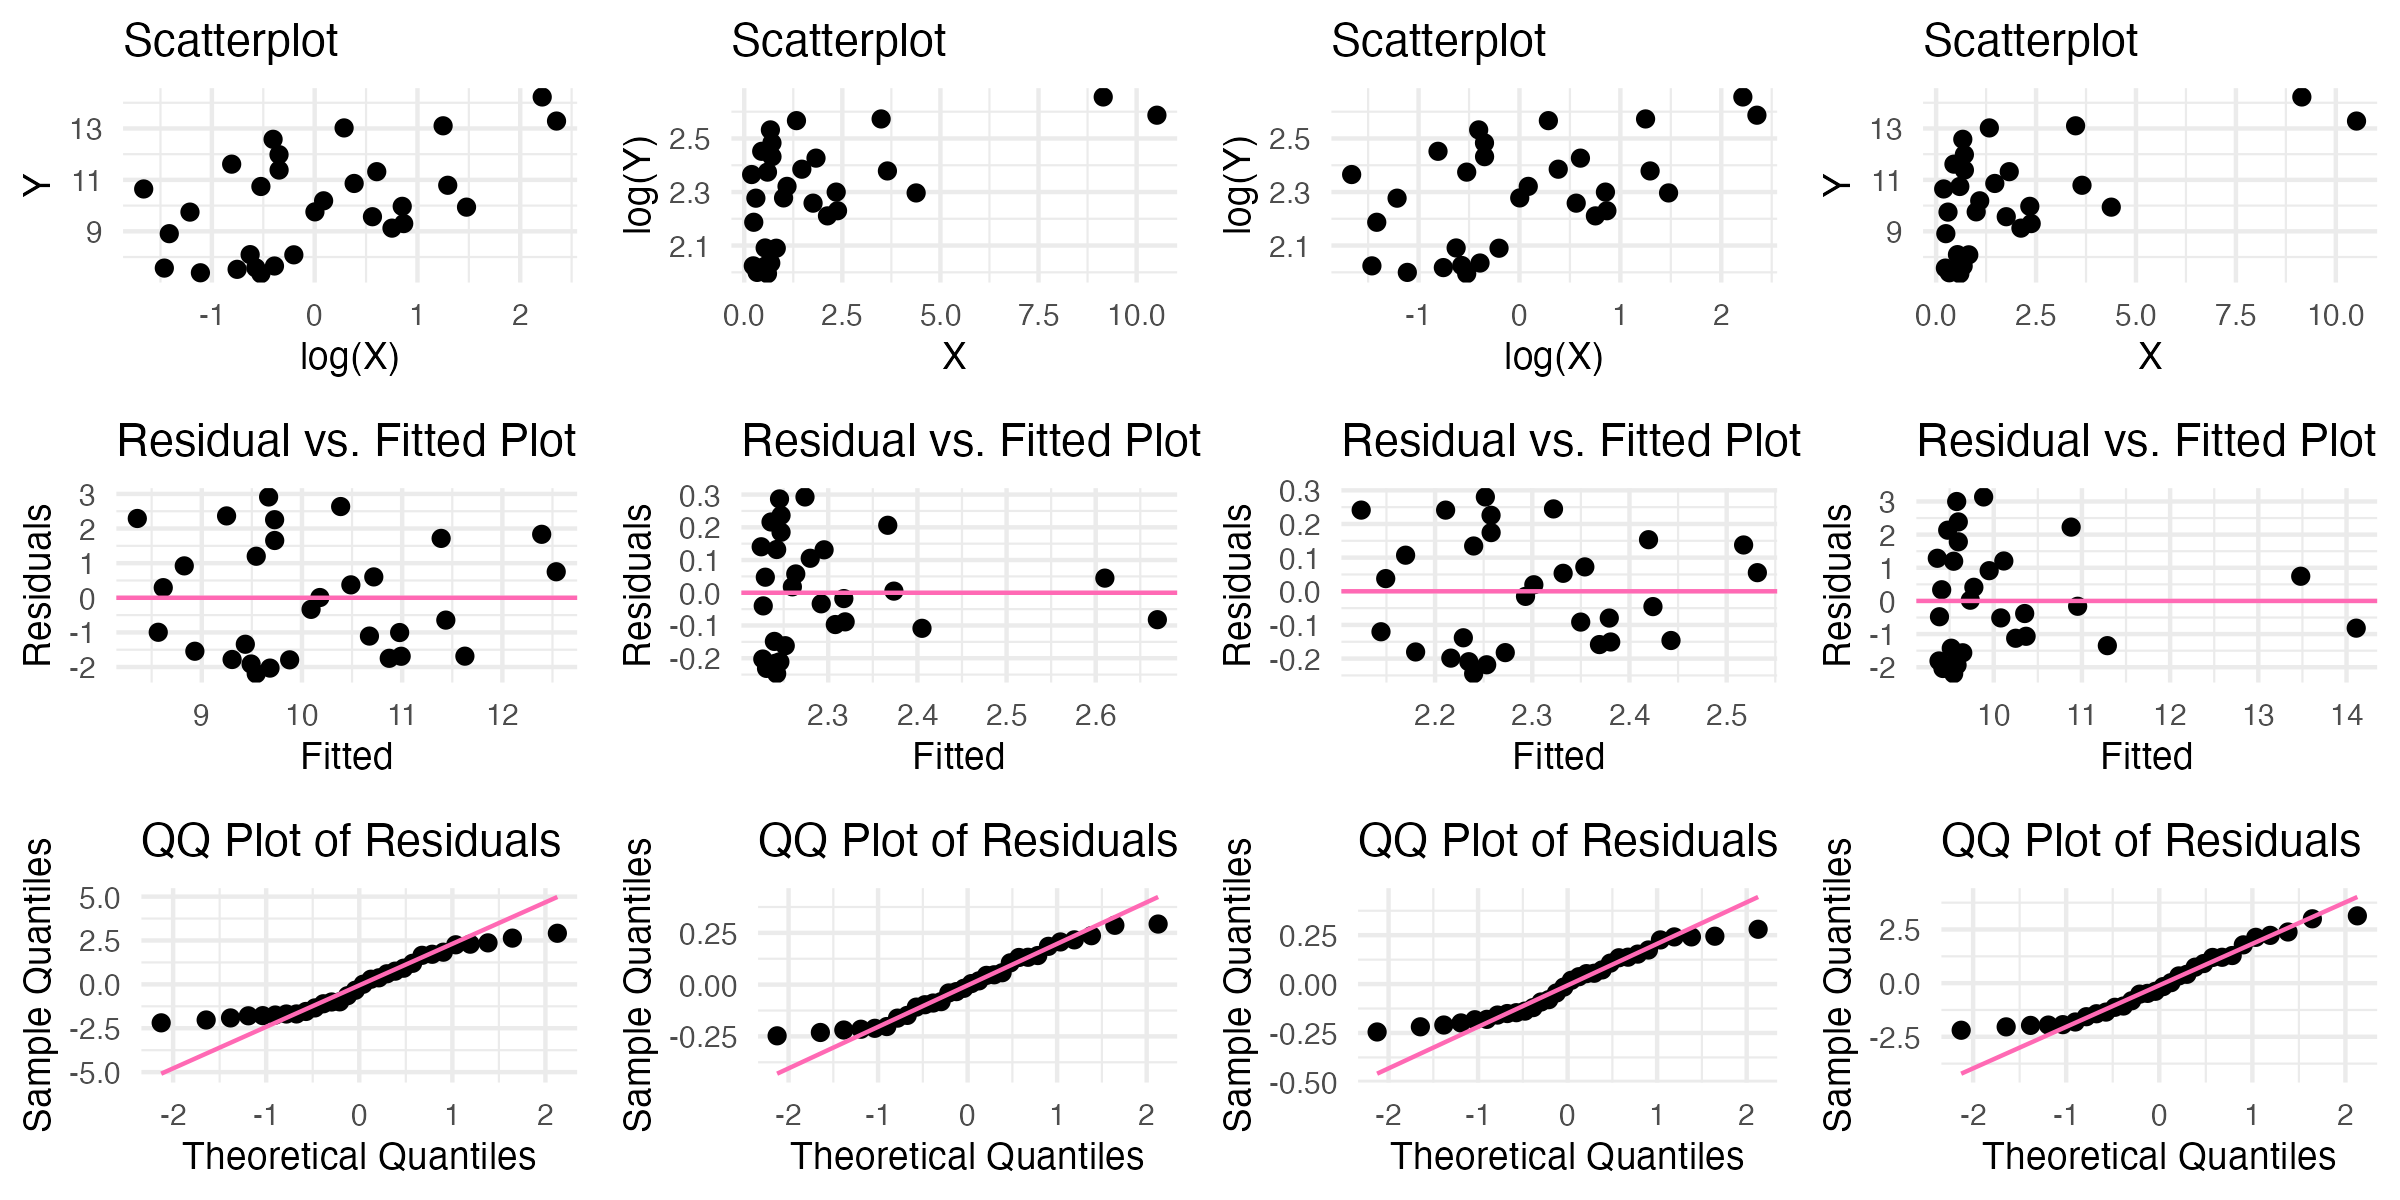 Scatterplot
Y
13
11
9
-1 0 1 2
log(X)
Scatterplot
log(Y)
2.5
2.3
2.1
0.0 2.5 5.0 7.5 10.0
X
Scatterplot
log(Y)
2.5
2.3
2.1
-1 0 1 2
log(X)
Scatterplot
Y
13
11
9
0.0 2.5 5.0 7.5 10.0
X
Residual vs. Fitted Plot
Residuals
3
2
1
0
-1
-2
9 10 11 12
Fitted
Residual vs. Fitted Plot
Residuals
0.3
0.2
0.1
0.0
-0.1
-0.2
2.3 2.4 2.5 2.6
Fitted
Residual vs. Fitted Plot
Residuals
0.3
0.2
0.1
0.0
-0.1
-0.2
2.2 2.3 2.4 2.5
Fitted
Residual vs. Fitted Plot
Residuals
3
2
1
0
-1
-2
10 11 12 13 14
Fitted
QQ Plot of Residuals
Sample Quantiles
5.0
2.5
0.0
-2.5
-5.0
-2 -1 0 1 2
Theoretical Quantiles
QQ Plot of Residuals
Sample Quantiles
0.25
0.00
-0.25
-2 -1 0 1 2
Theoretical Quantiles
QQ Plot of Residuals
Sample Quantiles
0.25
0.00
-0.25
-0.50
-2 -1 0 1 2
Theoretical Quantiles
QQ Plot of Residuals
Sample Quantiles
2.5
0.0
-2.5
-2 -1 0 1 2
Theoretical Quantiles